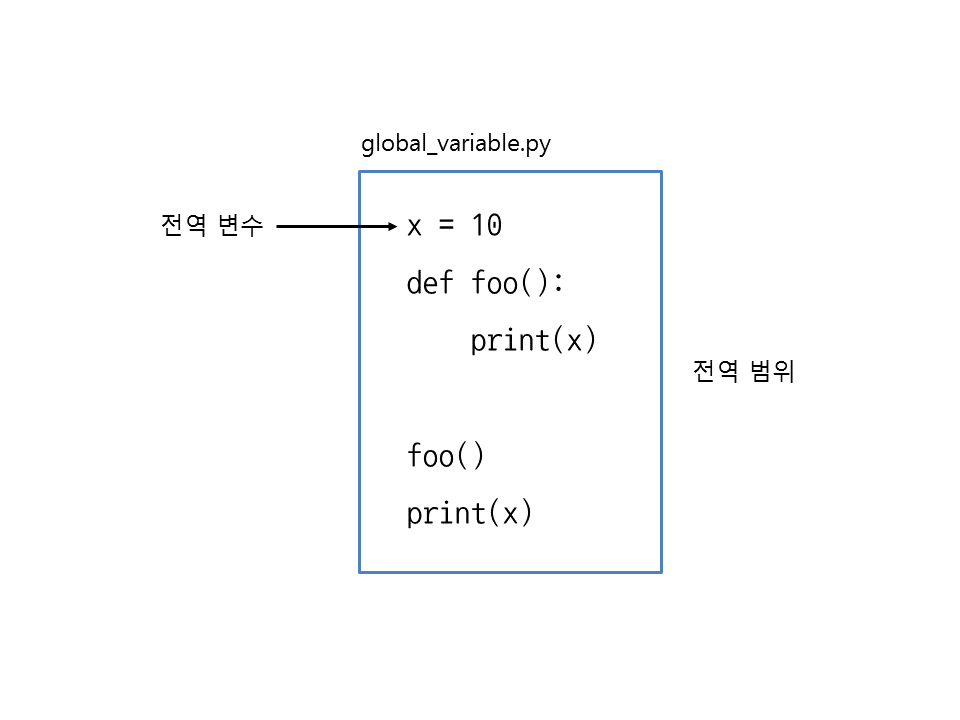 global_variable.py
전역 변수
x = 10
def foo():
    print(x)
전역 범위
foo()
print(x)